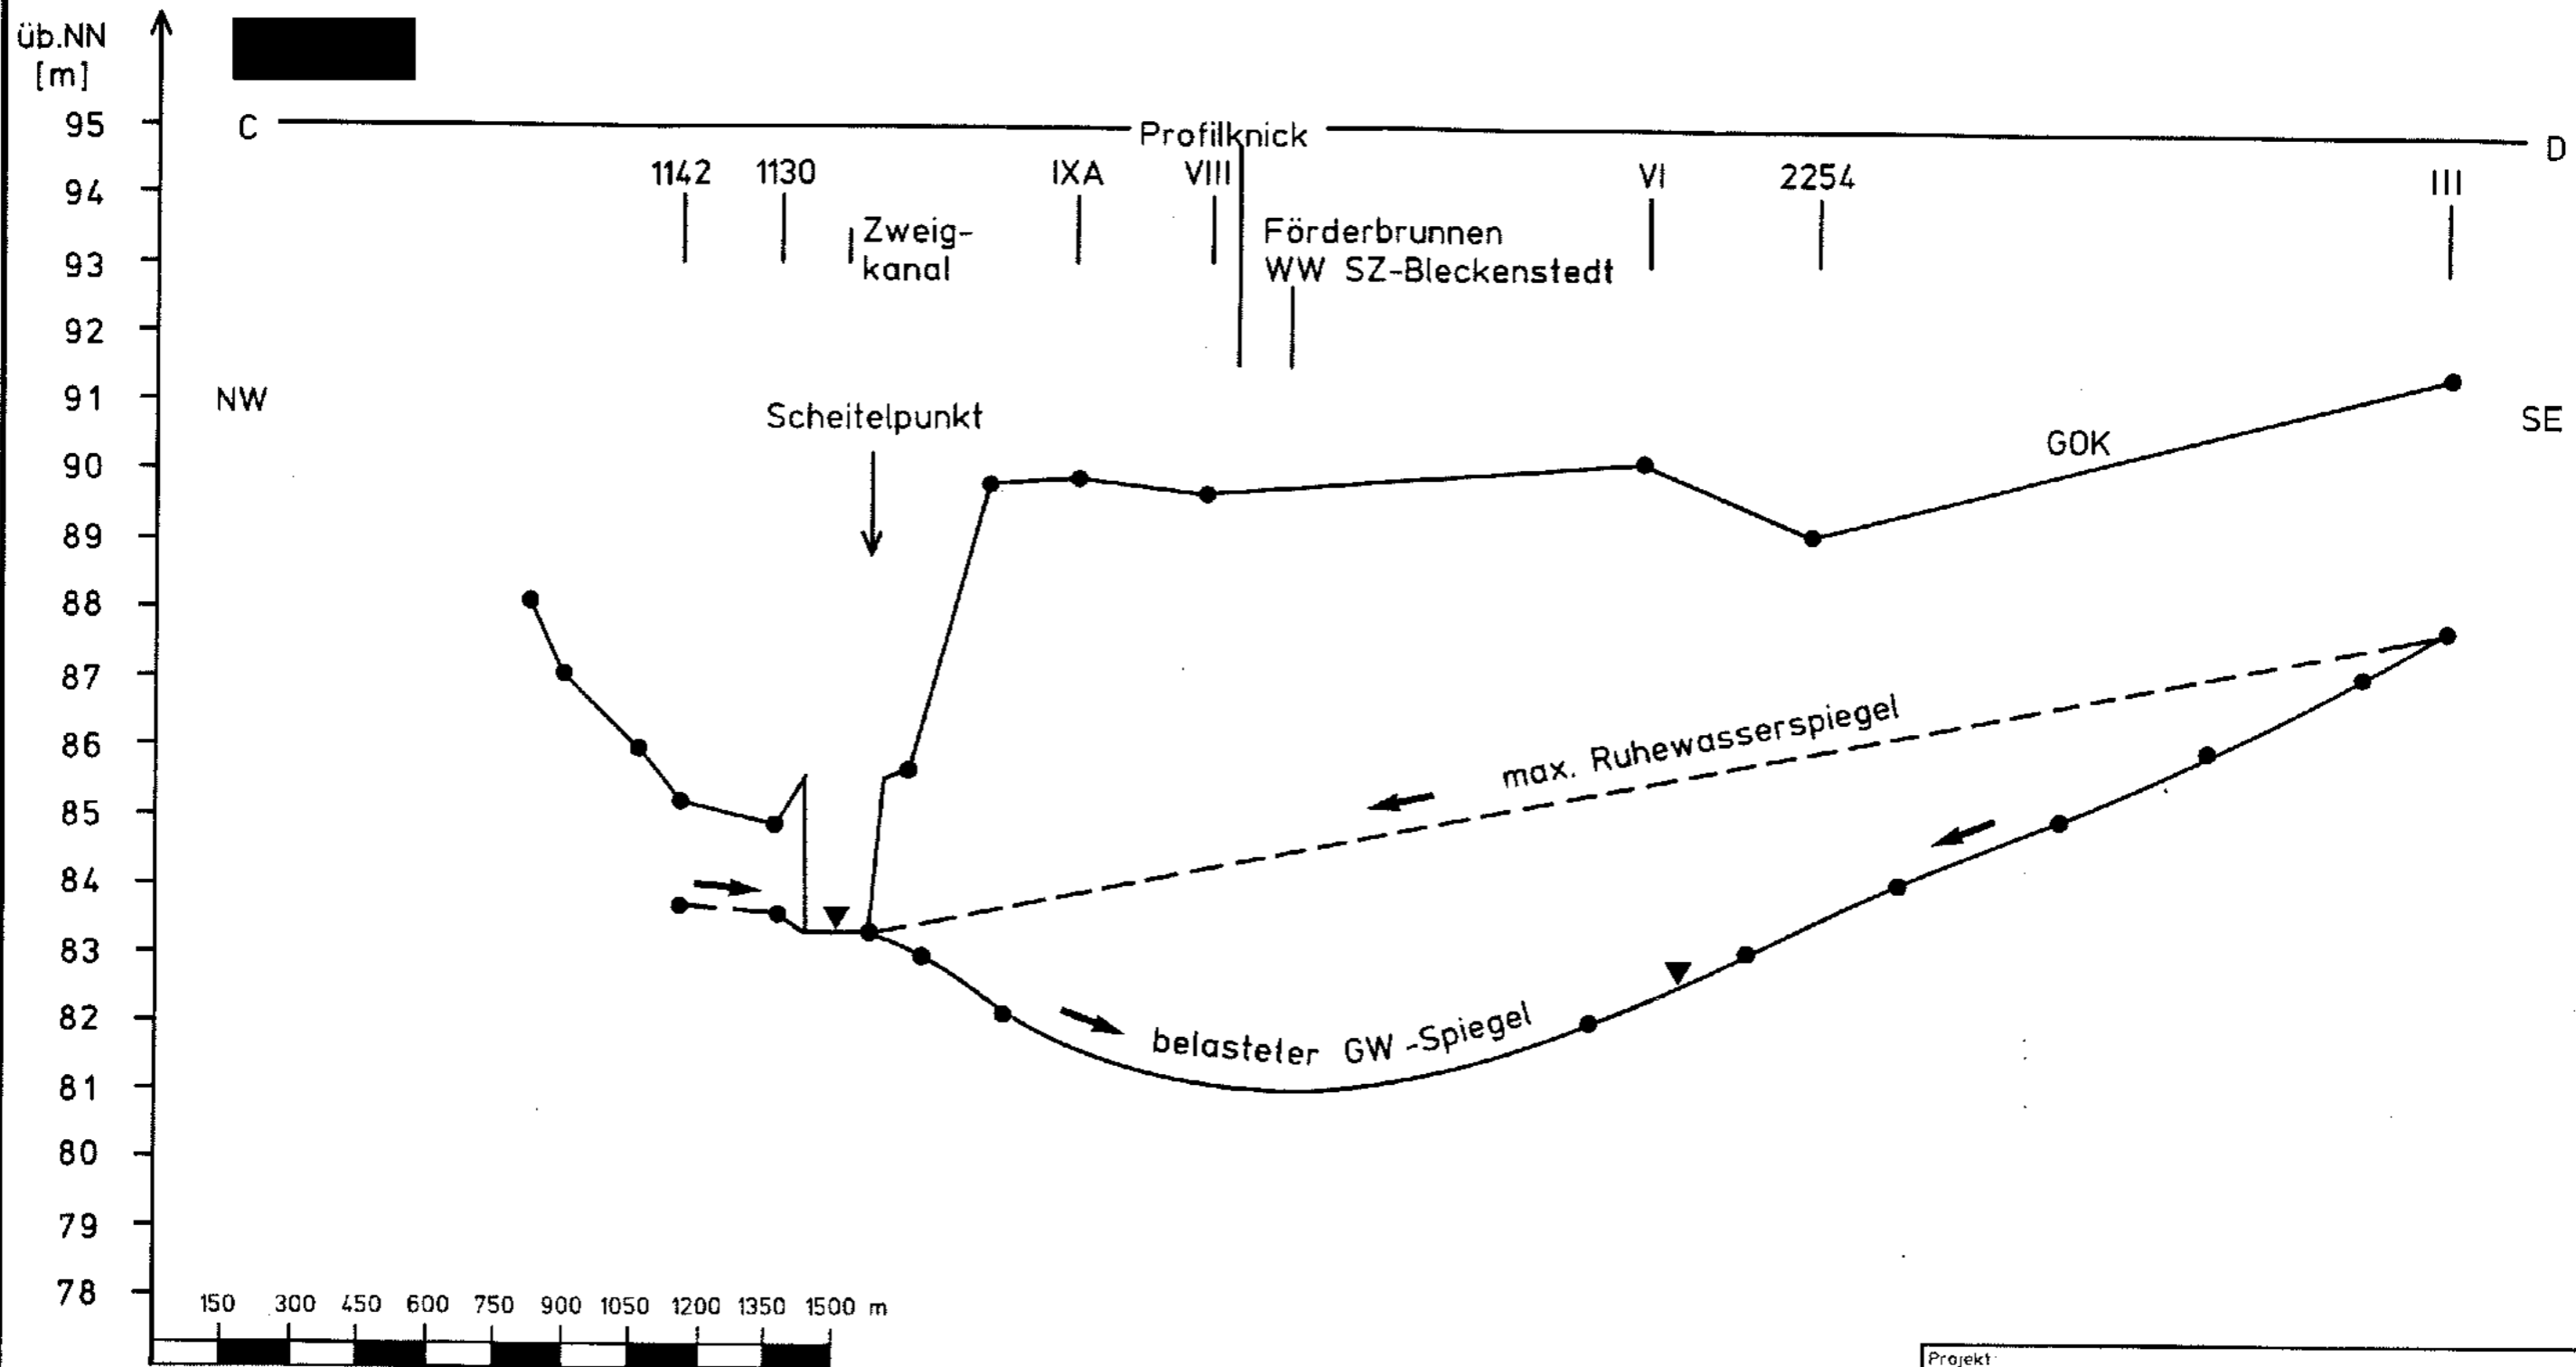 üb.NN
[m]
95
94
93
92
91
90
89
88
87
86
85
84
83
82
81
80
79
78
C
Profilknick
D
1142
1130
IXA
VIII
VI
2254
III
Zweig-
kanal
Förderbrunnen
WW SZ-Bleckenstedt
NW
Scheitelpunkt
GOK
SE
max. Ruhewasserspiegel
belasteter GW-Spiegel
150 300 450 600 750 900 1050 1200 1350 1500 m
Projekt